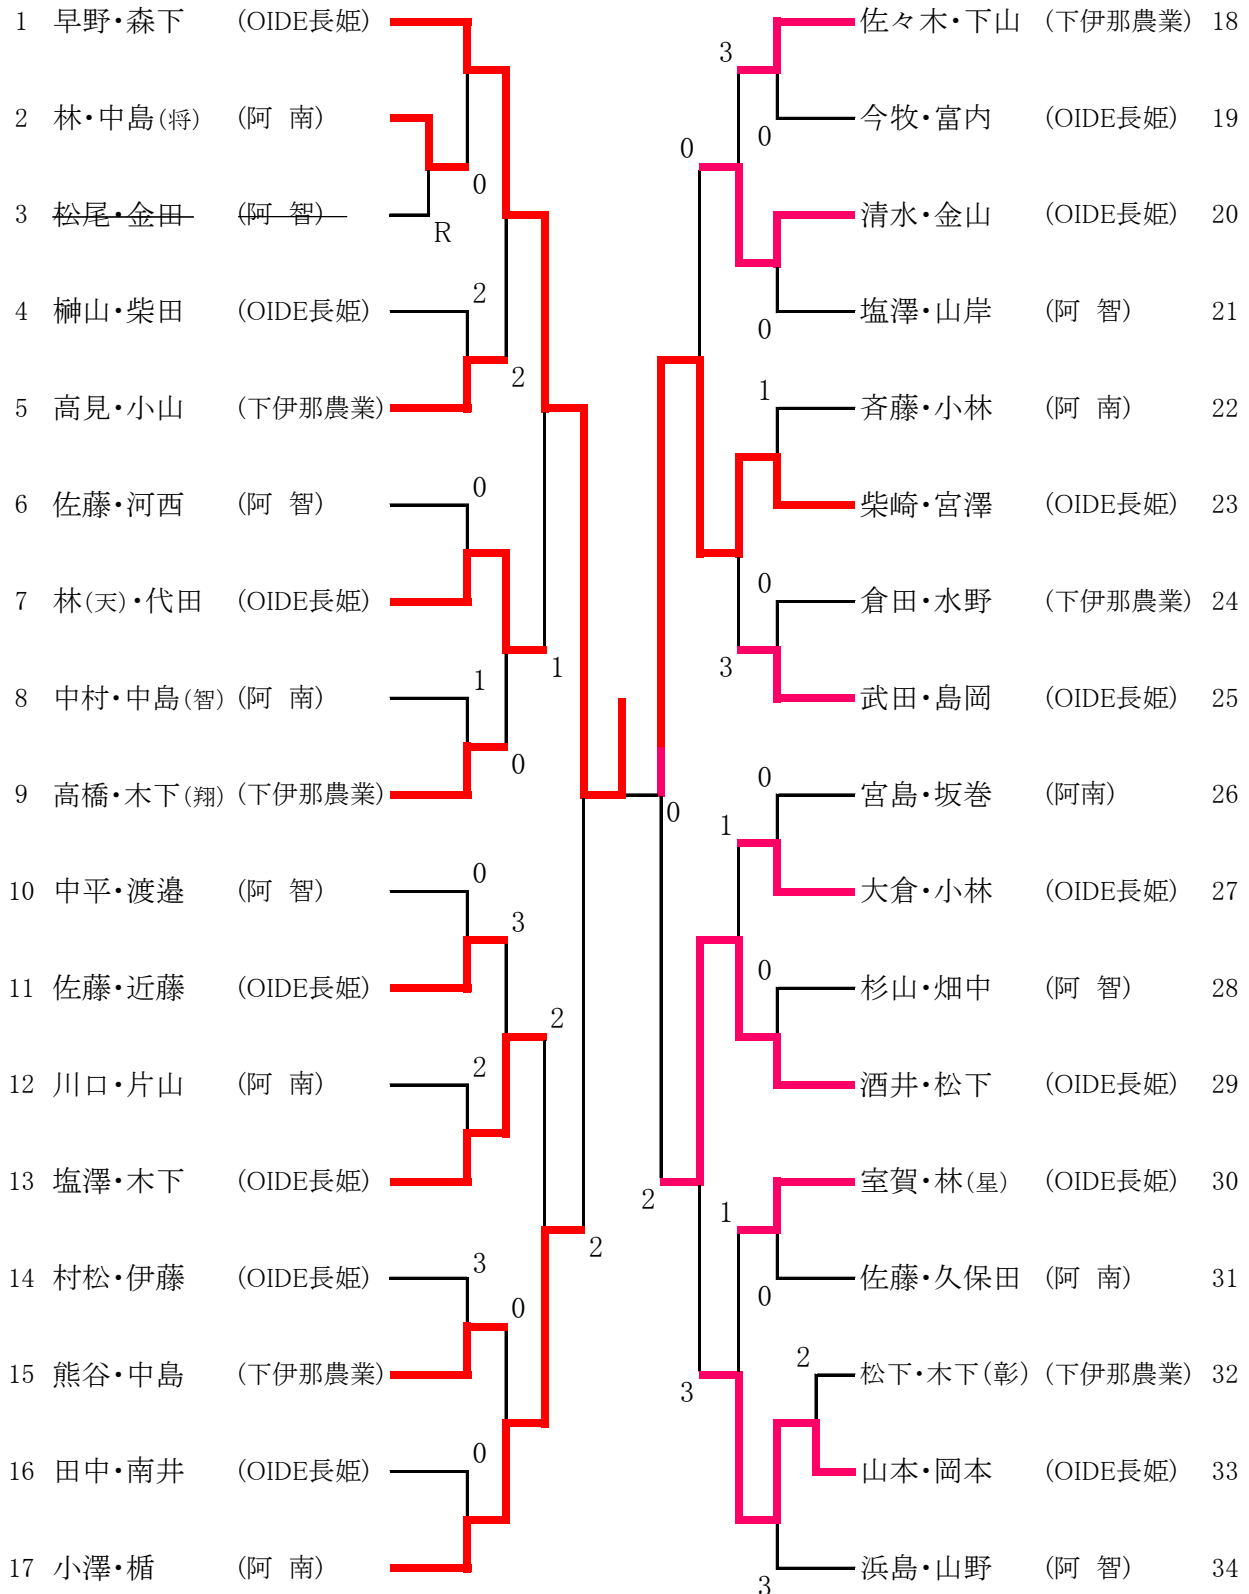 1 早野・森下 (OIDE長姫)
2 林・中島(将) (阿 南)
0
3 松尾・金田 (阿 智)
R
4 榊山・柴田 (OIDE長姫)
2
2
5 高見・小山 (下伊那農業)
6 佐藤・河西 (阿 智)
0
7 林(天)・代田 (OIDE長姫)
1
8 中村・中島(智) (阿 南)
1
0
9 高橋・木下(翔) (下伊那農業)
10 中平・渡邉 (阿 智)
0
3
11 佐藤・近藤 (OIDE長姫)
2
12 川口・片山 (阿 南)
2
13 塩澤・木下 (OIDE長姫)
2
14 村松・伊藤 (OIDE長姫)
3
0
15 熊谷・中島 (下伊那農業)
16 田中・南井 (OIDE長姫)
0
17 小澤・楯 (阿 南)
佐々木・下山 (下伊那農業) 18
3
今牧・富内 (OIDE長姫) 19
0
0
清水・金山 (OIDE長姫) 20
塩澤・山岸 (阿 智) 21
0
1
斉藤・小林 (阿 南) 22
柴崎・宮澤 (OIDE長姫) 23
0
倉田・水野 (下伊那農業) 24
3
武田・島岡 (OIDE長姫) 25
0
宮島・坂巻 (阿南) 26
0
1
大倉・小林 (OIDE長姫) 27
0
杉山・畑中 (阿 智) 28
酒井・松下 (OIDE長姫) 29
室賀・林(星) (OIDE長姫) 30
2
1
佐藤・久保田 (阿 南) 31
0
2
松下・木下(彰) (下伊那農業) 32
3
山本・岡本 (OIDE長姫) 33
浜島・山野 (阿 智) 34
3